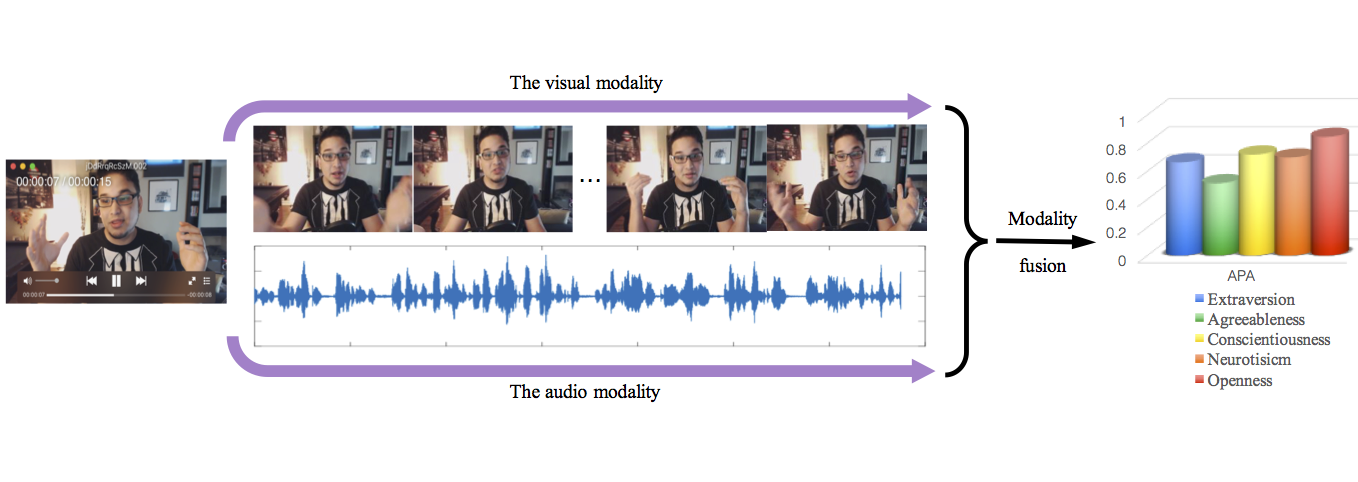 The visual modality
jDdRrqRcSzM.002
00:00:07 / 00:00:15
00:00:07
-00:00:08
...
The audio modality
Modality
fusion
1
0.8
0.6
0.4
0.2
0
APA
Extraversion
Agreeableness
Conscientiousness
Neurotisicm
Openness